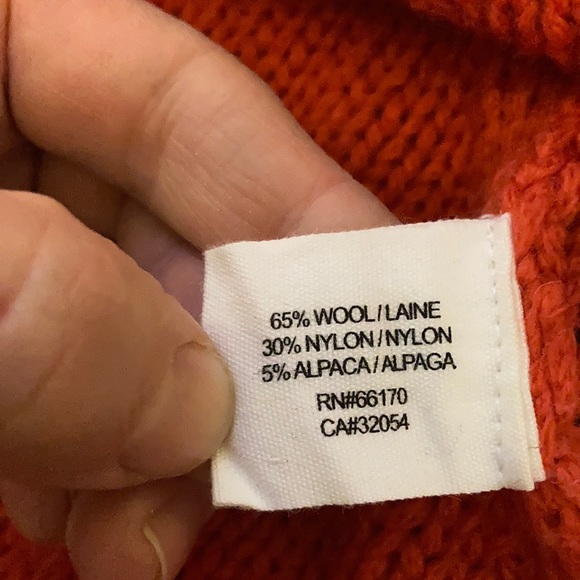 65% WOOL/LAINE
30% NYLON/NYLON
5% ALPACA/ALPAGA
RN#66170
CA#32054